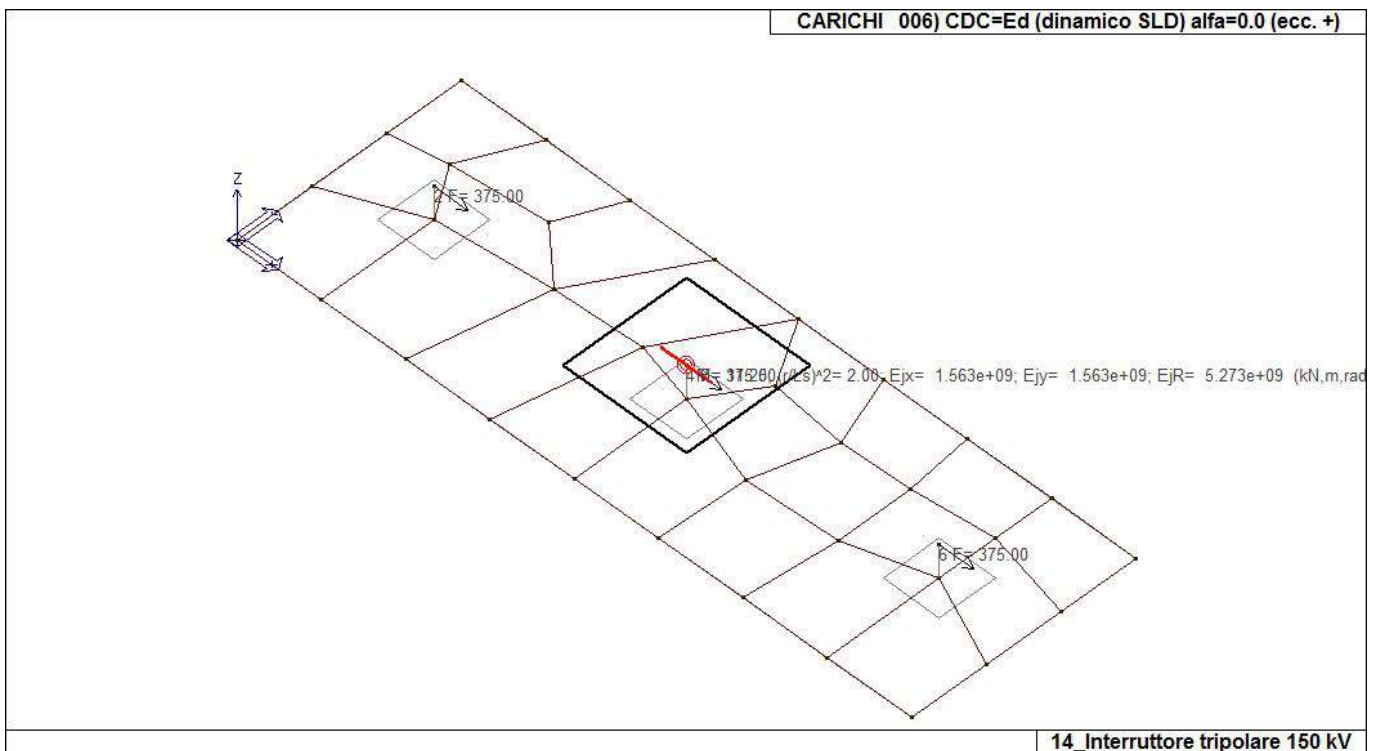 CARICHI 006) CDC=Ed (dinamico SLD) alfa=0.0 (ecc. +)
Z
2 F= 375.00
(r/Ls)^2= 2.00, Ejx= 1.563e+09; Ejy= 1.563e+09; EjR= 5.273e+09 (kN,m,rad
6 F= 375.00
14_Interruttore tripolare 150 kV